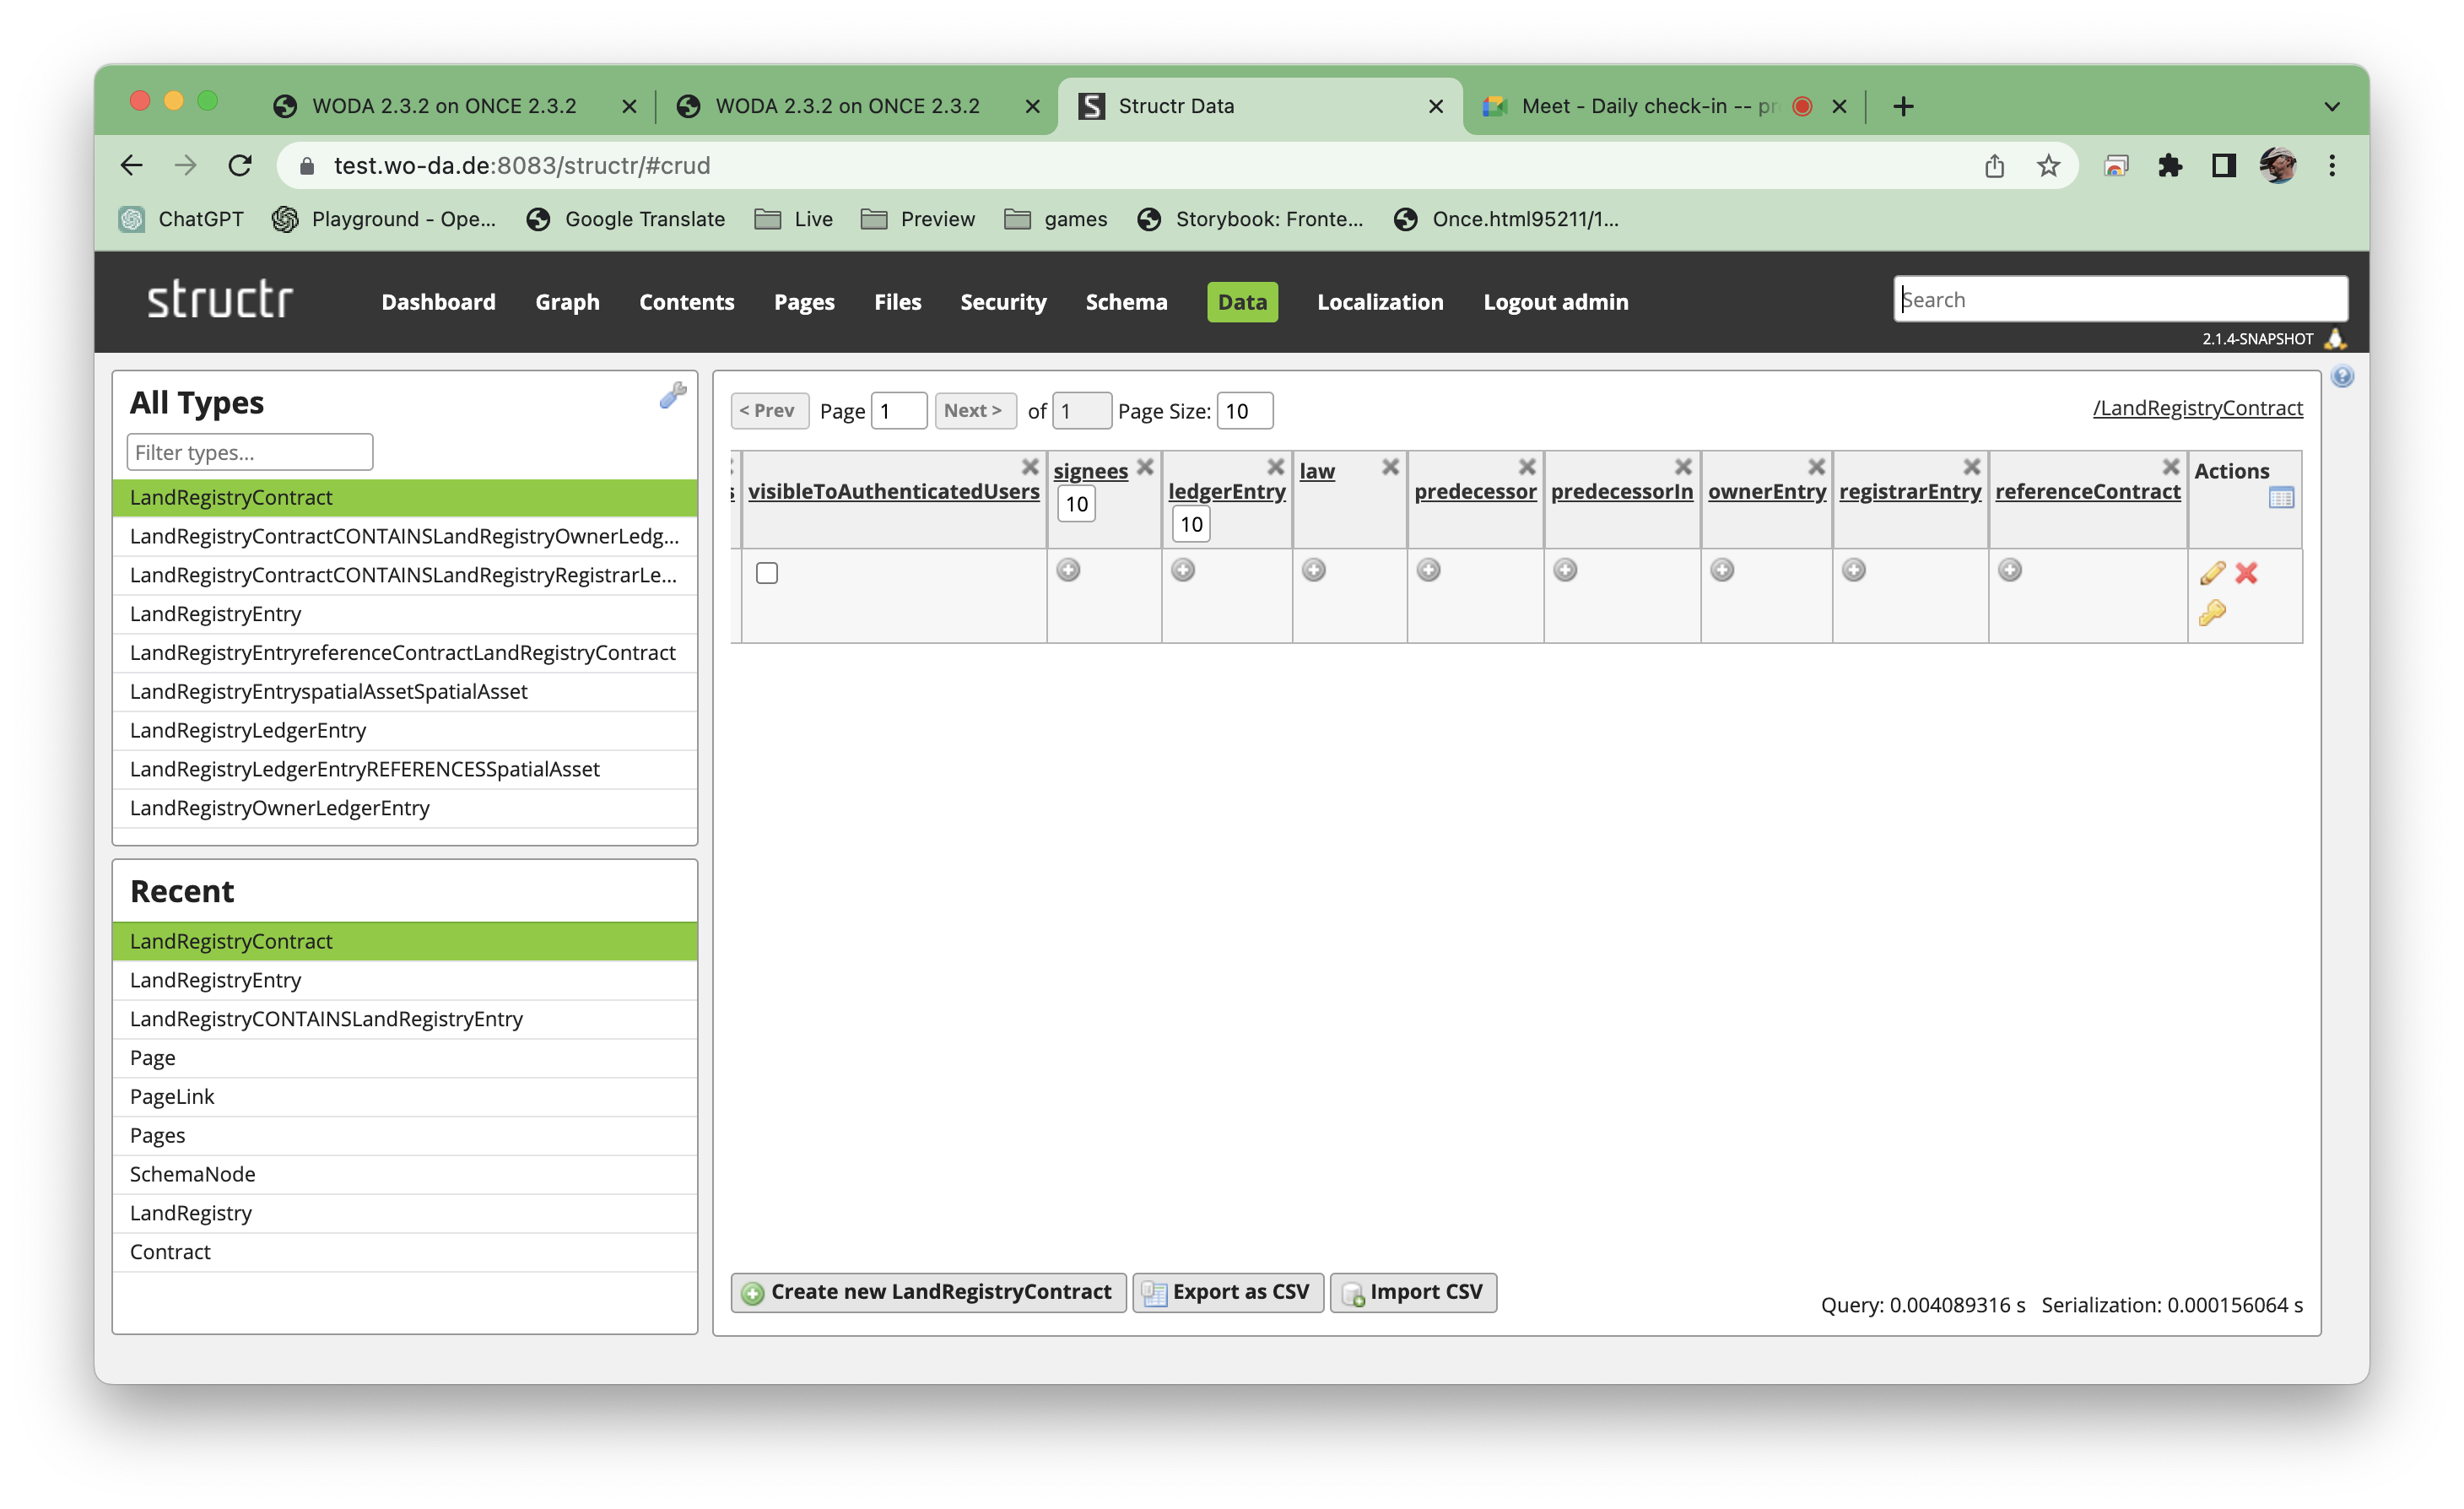 WODA 2.3.2 on ONCE 2.3.2
WODA 2.3.2 on ONCE 2.3.2
Structr Data
Meet - Daily check-in -- pr
test.wo-da.de:8083/structr/#crud
ChatGPT
Playground - Ope...
Google Translate
Live
Preview
games
Storybook: Fronte...
Once.html95211/1...
structr
Dashboard
Graph
Contents
Pages
Files
Security
Schema
Data
Localization
Logout admin
Search
2.1.4-SNAPSHOT
All Types
Filter types...
LandRegistryContract
LandRegistryContractCONTAINSLandRegistryOwnerLedg...
LandRegistryContractCONTAINSLandRegistryRegistrarLe...
LandRegistryEntry
LandRegistryEntryreferenceContractLandRegistryContract
LandRegistryEntryspatialAssetSpatialAsset
LandRegistryLedgerEntry
LandRegistryLedgerEntryREFERENCESSpatialAsset
LandRegistryOwnerLedgerEntry
Recent
LandRegistryContract
LandRegistryEntry
LandRegistryCONTAINSLandRegistryEntry
Page
PageLink
Pages
SchemaNode
LandRegistry
Contract
< Prev Page 1 Next > of 1 Page Size: 10
/LandRegistryContract
s
visibleToAuthenticatedUsers
signees
10
ledgerEntry
10
law
predecessor
predecessorIn
ownerEntry
registrarEntry
referenceContract
Actions
Create new LandRegistryContract
Export as CSV
Import CSV
Query: 0.004089316 s Serialization: 0.000156064 s